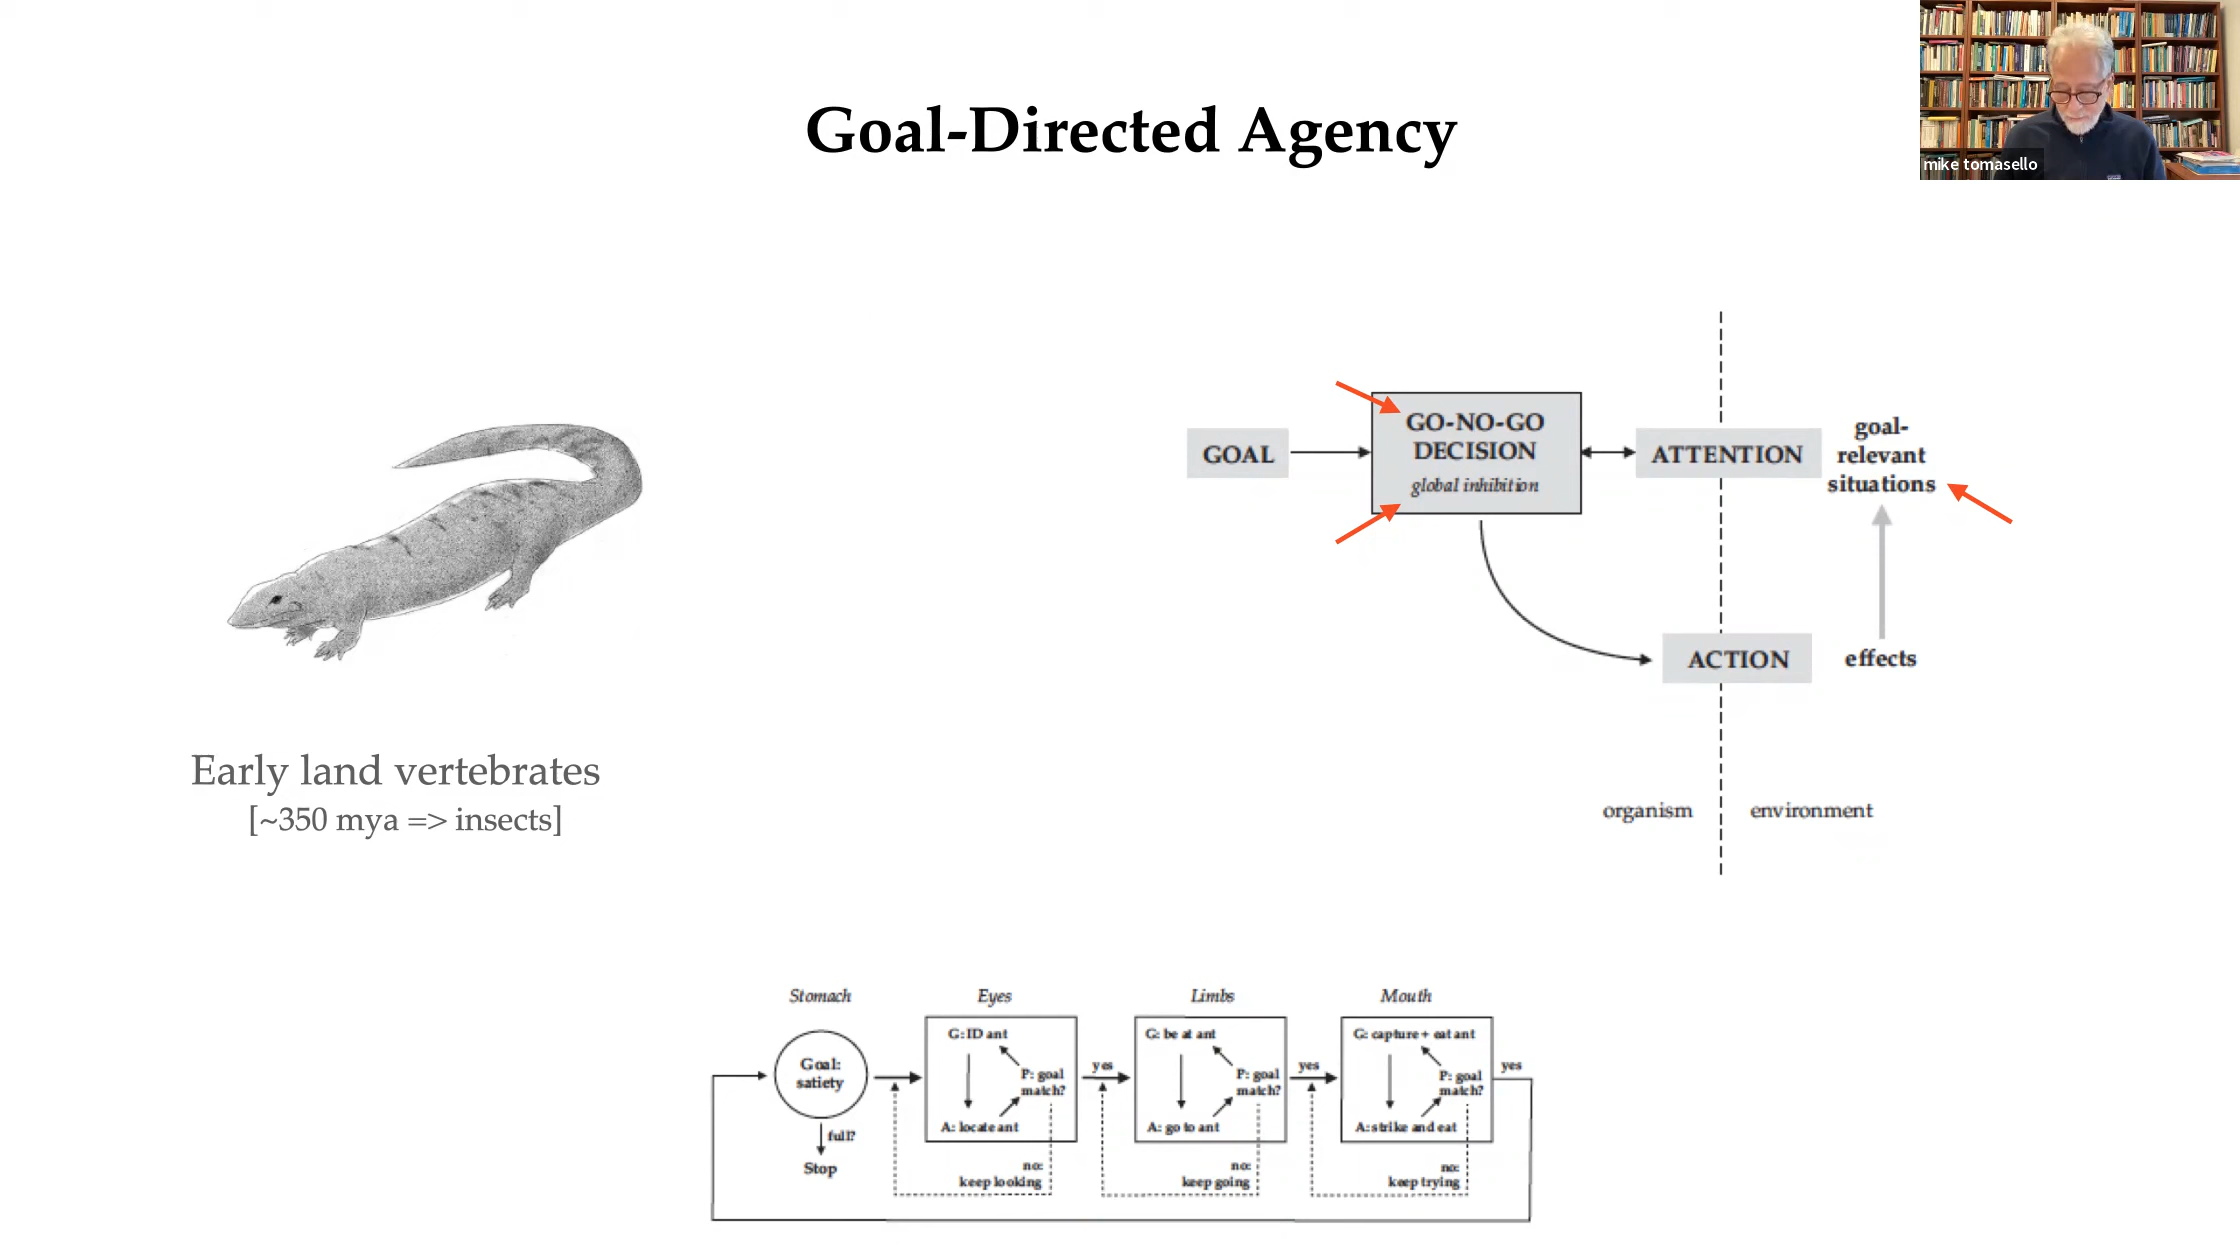 Goal-Directed Agency
mike tomasello
GOAL
GO-NO-GO
DECISION
global inhibition
ATTENTION
goal-
relevant
situations
ACTION
effects
organism
environment
Early land vertebrates
[~350 mya => insects]
Stomach
Eyes
Limbs
Mouth
Goal:
satiety
full?
Stop
G: ID ant
P: goal
match?
A: locate ant
no:
keep looking
yes
G: be at ant
P: goal
match?
A: go to ant
no:
keep going
yes
G: capture + eat ant
P: goal
match?
A: strike and eat
no:
keep trying
yes